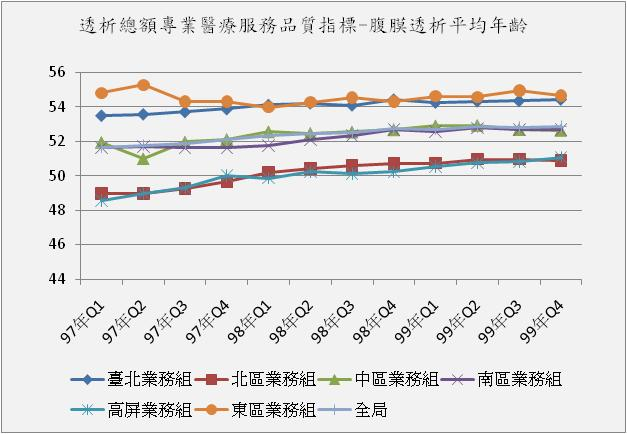 透析總額專業醫療服務品質指標-腹膜透析平均年齡
56
54
52
50
48
46
44
97年Q1 97年Q2 97年Q3 97年Q4 98年Q1 98年Q2 98年Q3 98年Q4 99年Q1 99年Q2 99年Q3 99年Q4
臺北業務組 北區業務組 中區業務組 南區業務組
高屏業務組 東區業務組 全局